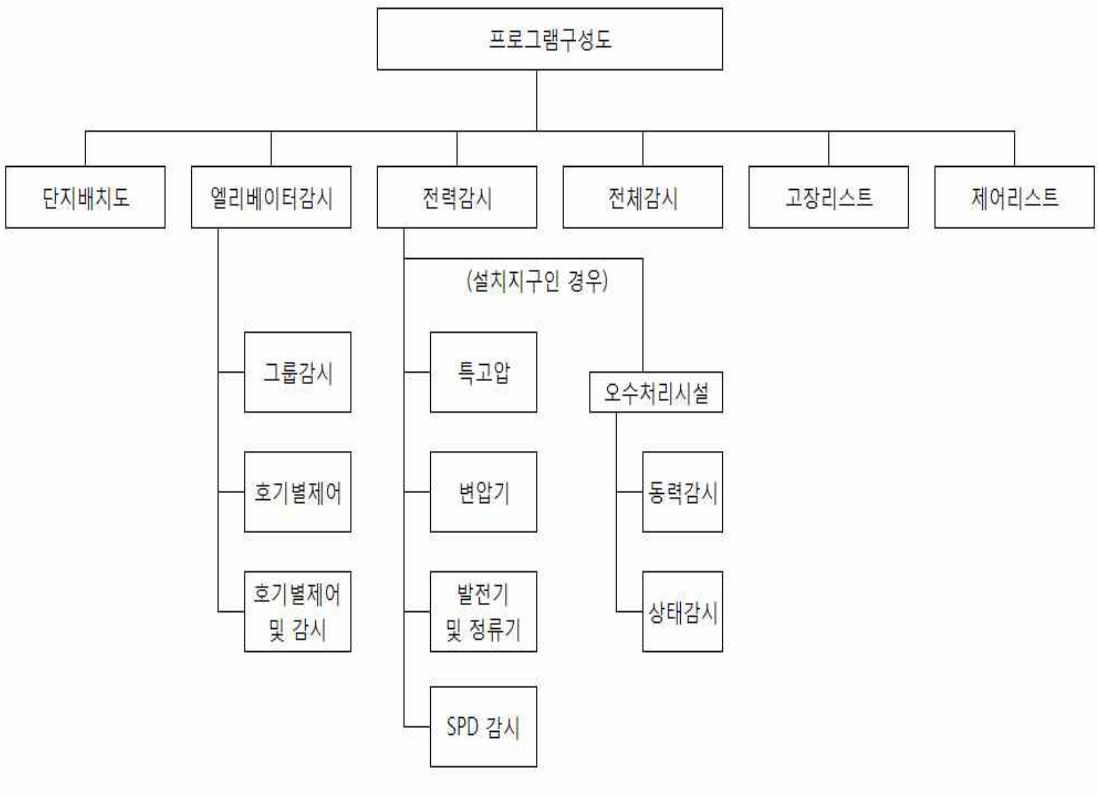 프로그램구성도
단지배치도
엘리베이터감시
전력감시
전체감시
고장리스트
제어리스트
(설치지구인 경우)
그룹감시
특고압
오수처리시설
호기별제어
변압기
동력감시
호기별제어
및 감시
발전기
및 정류기
상태감시
SPD 감시